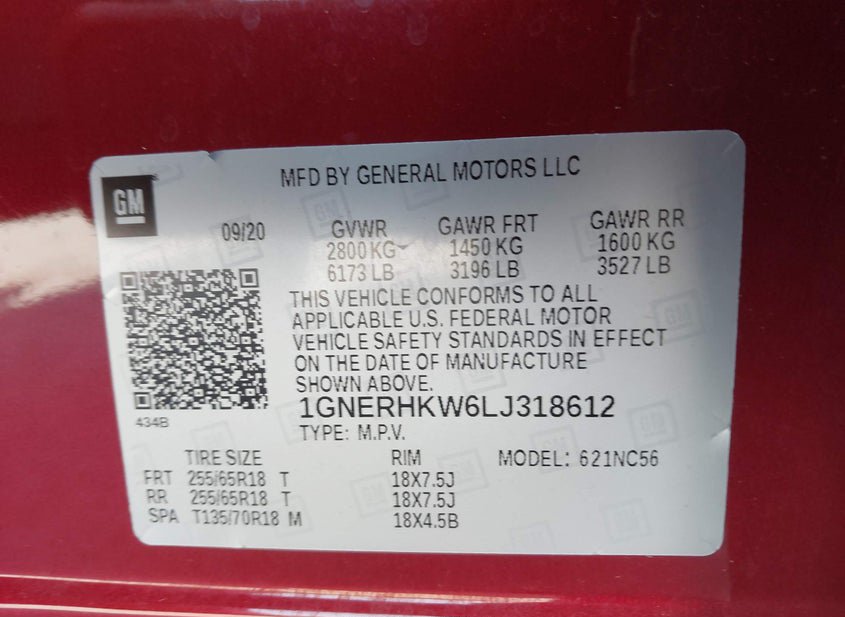 MFD BY GENERAL MOTORS LLC
GM
09/20 GVWR GAWR FRT GAWR RR
2800 KG 1450 KG 1600 KG
6173 LB 3196 LB 3527 LB
THIS VEHICLE CONFORMS TO ALL
APPLICABLE U.S. FEDERAL MOTOR
VEHICLE SAFETY STANDARDS IN EFFECT
ON THE DATE OF MANUFACTURE
SHOWN ABOVE.
1GNERHKW6LJ318612
434B
TYPE: M.P.V.
TIRE SIZE RIM MODEL: 621NC56
FRT 255/65R18 T 18X7.5J
RR 255/65R18 T 18X7.5J
SPA T135/70R18 M 18X4.5B